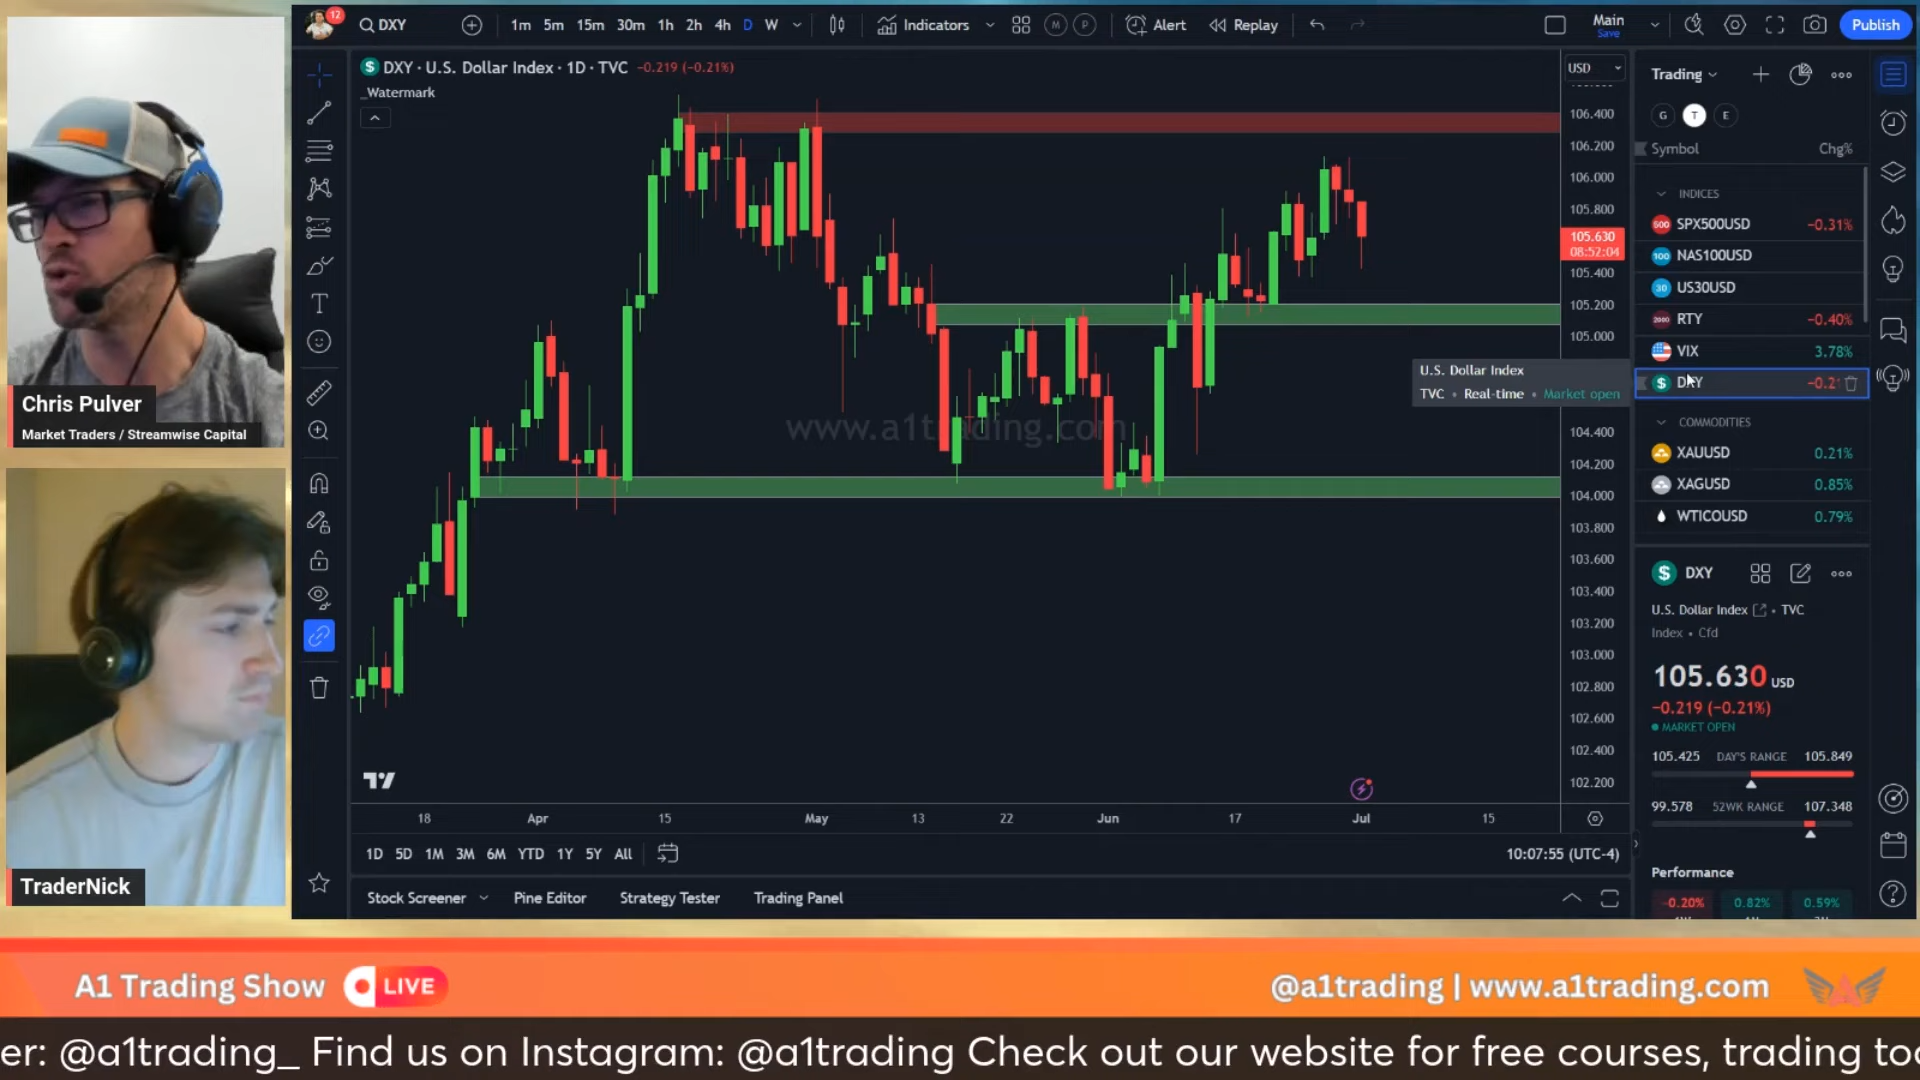 12
DXY
1m 5m 15m 30m 1h 2h 4h D W
Indicators
M P
Alert
Replay
Main
Save
Publish
$ DXY · U.S. Dollar Index · 1D · TVC -0.219 (-0.21%)
_Watermark
USD
106.400
106.200
106.000
105.800
105.630
08:52:04
105.400
105.200
105.000
104.400
104.200
104.000
103.800
103.600
103.400
103.200
103.000
102.800
102.600
102.400
102.200
U.S. Dollar Index
TVC • Real-time • Market open
18 Apr 15 May 13 22 Jun 17 Jul 15
1D 5D 1M 3M 6M YTD 1Y 5Y All
10:07:55 (UTC-4)
Stock Screener Pine Editor Strategy Tester Trading Panel
Trading
G T E
Symbol Chg%
INDICES
500 SPX500USD -0.31%
100 NAS100USD
30 US30USD
2000 RTY -0.40%
VIX 3.78%
$ DXY -0.21
COMMODITIES
XAUUSD 0.21%
XAGUSD 0.85%
WTICOUSD 0.79%
$ DXY
U.S. Dollar Index • TVC
Index • Cfd
105.630 USD
-0.219 (-0.21%)
MARKET OPEN
105.425 DAY'S RANGE 105.849
99.578 52WK RANGE 107.348
Performance
-0.20% 0.82% 0.59%
Chris Pulver
Market Traders / Streamwise Capital
TraderNick
A1 Trading Show LIVE
@a1trading | www.a1trading.com
er: @a1trading_ Find us on Instagram: @a1trading Check out our website for free courses, trading too